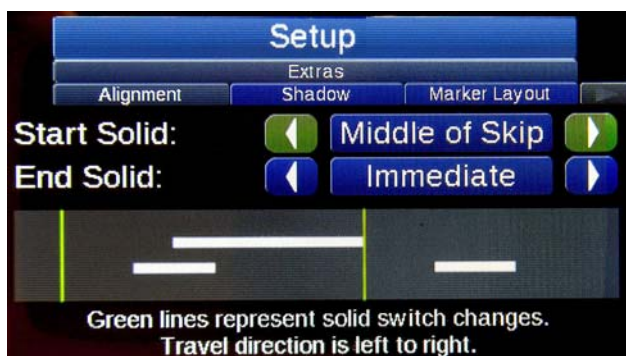 Setup
Extras
Alignment Shadow Marker Layout
Start Solid: Middle of Skip
End Solid: Immediate
Green lines represent solid switch changes.
Travel direction is left to right.